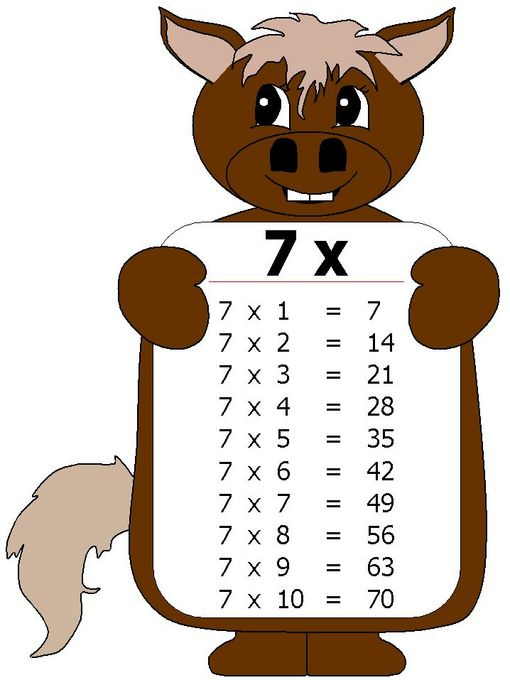 7 x
7 x 1 = 7
7 x 2 = 14
7 x 3 = 21
7 x 4 = 28
7 x 5 = 35
7 x 6 = 42
7 x 7 = 49
7 x 8 = 56
7 x 9 = 63
7 x 10 = 70